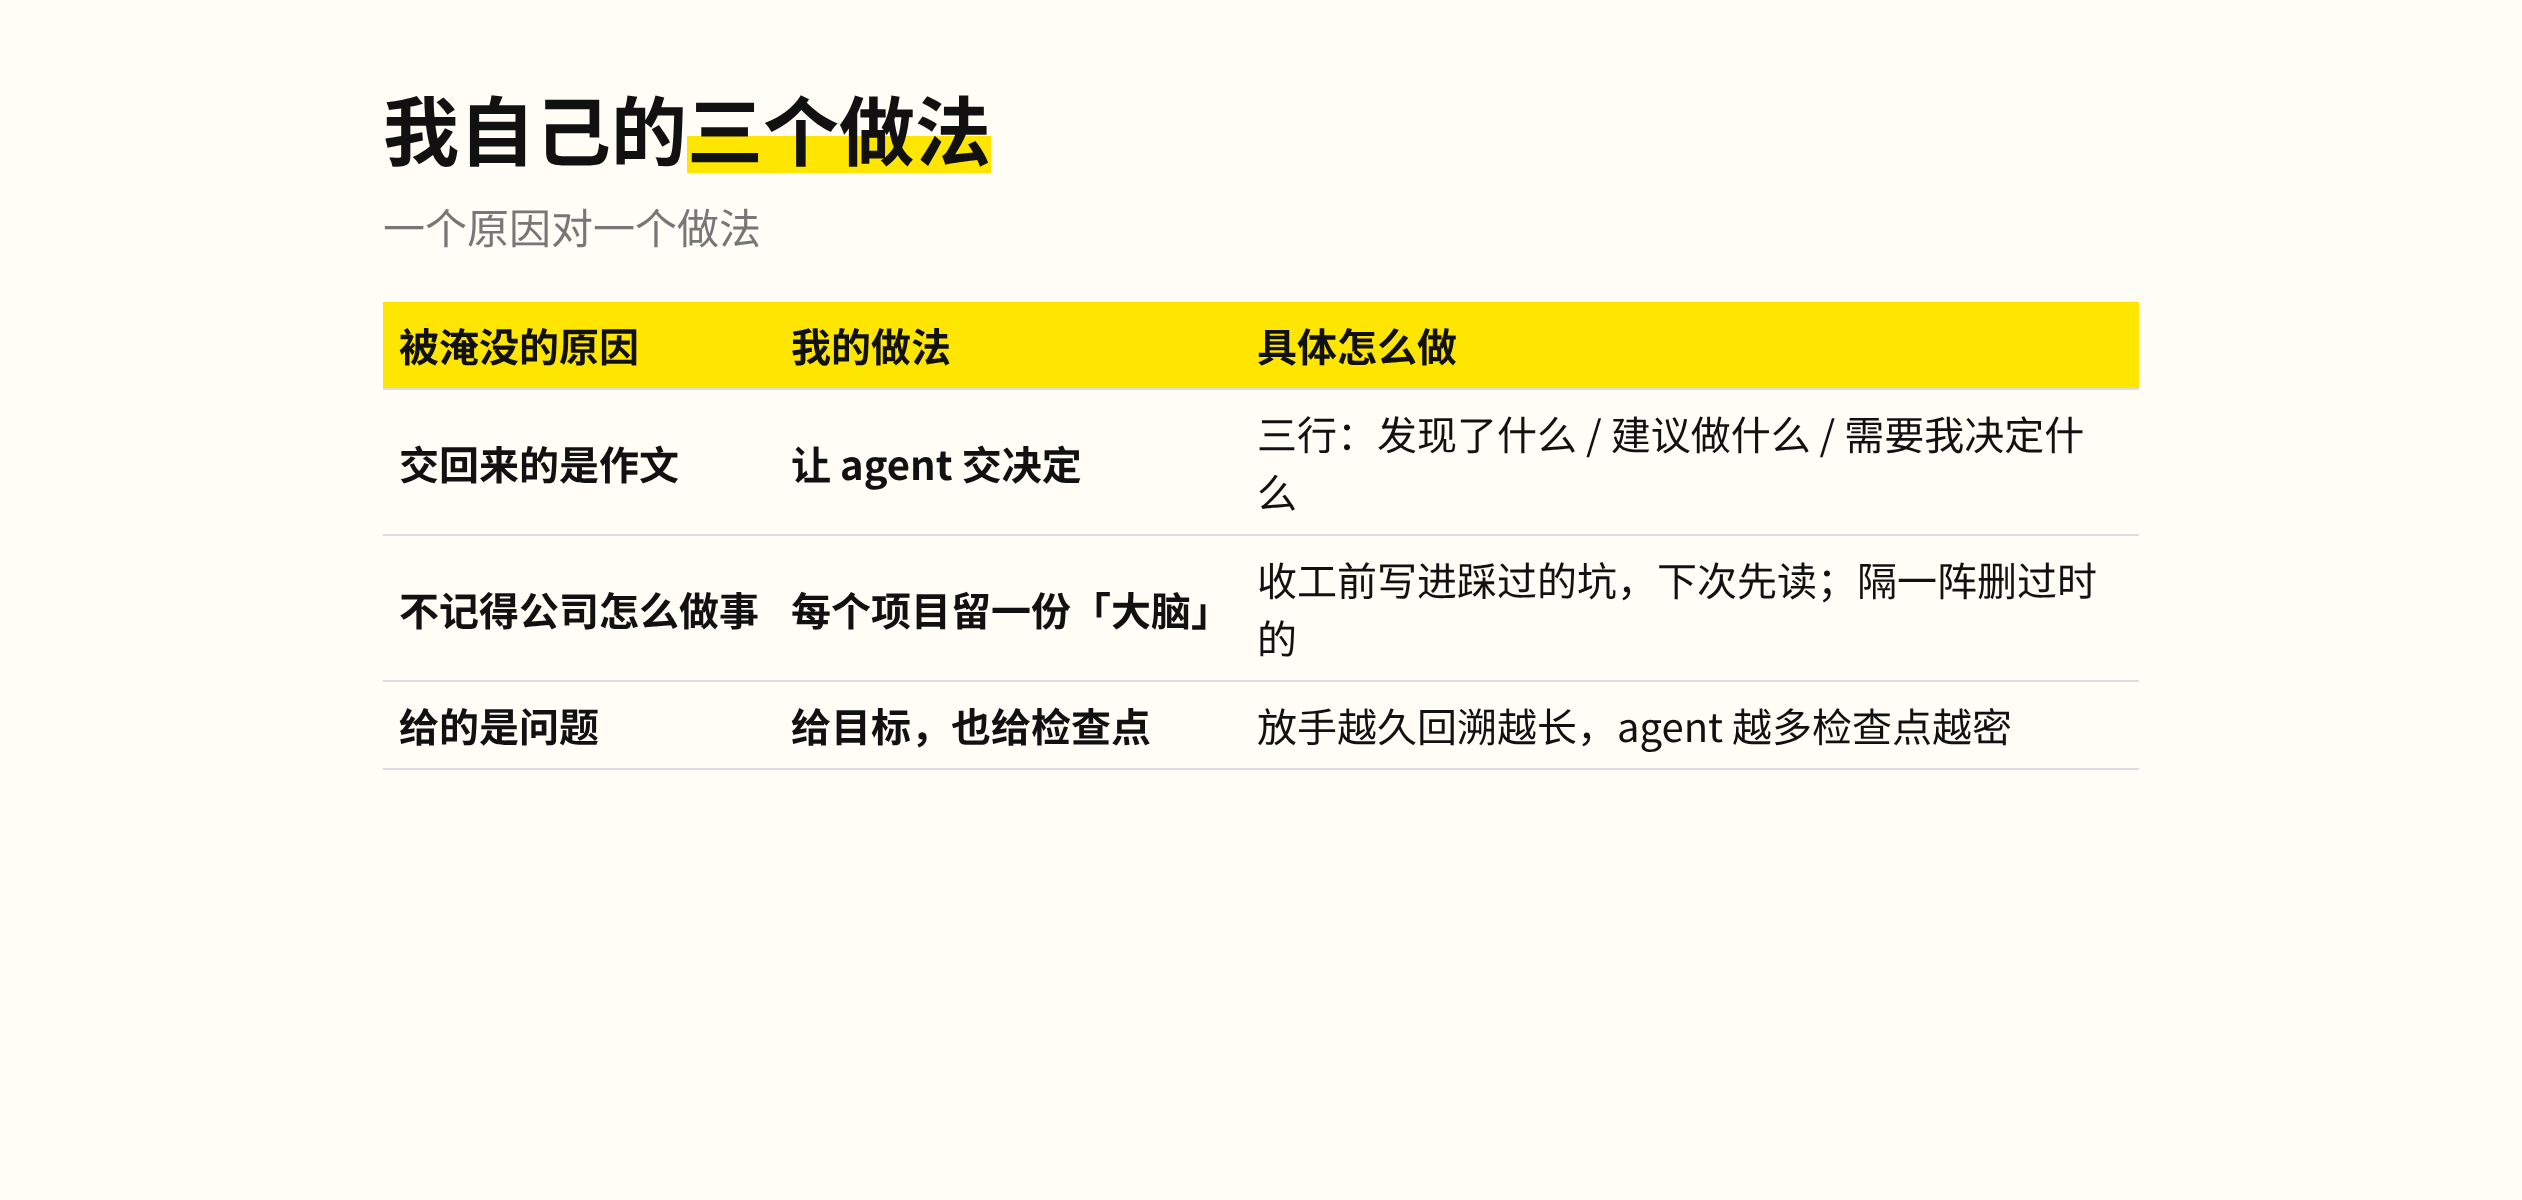 我自己的三个做法
一个原因对一个做法
被淹没的原因 我的做法 具体怎么做
交回来的是作文 让 agent 交决定 三行：发现了什么 / 建议做什么 / 需要我决定什
么
不记得公司怎么做事 每个项目留一份「大脑」 收工前写进踩过的坑，下次先读；隔一阵删过时
的
给的是问题 给目标，也给检查点 放手越久回溯越长，agent 越多检查点越密